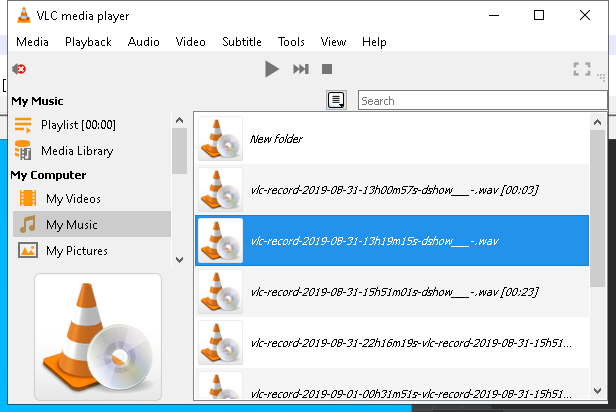 VLC media player
Media Playback Audio Video Subtitle Tools View Help
My Music
Search
Playlist [00:00]
Media Library
My Computer
My Videos
My Music
My Pictures
New folder
vlc-record-2019-08-31-13h00m57s-dshow___-.wav [00:03]
vlc-record-2019-08-31-13h19m15s-dshow___-.wav
vlc-record-2019-08-31-15h51m01s-dshow___-.wav [00:23]
vlc-record-2019-08-31-22h16m19s-vlc-record-2019-08-31-15h51...
vlc-record-2019-09-01-00h31m51s-vlc-record-2019-08-31-15h51...